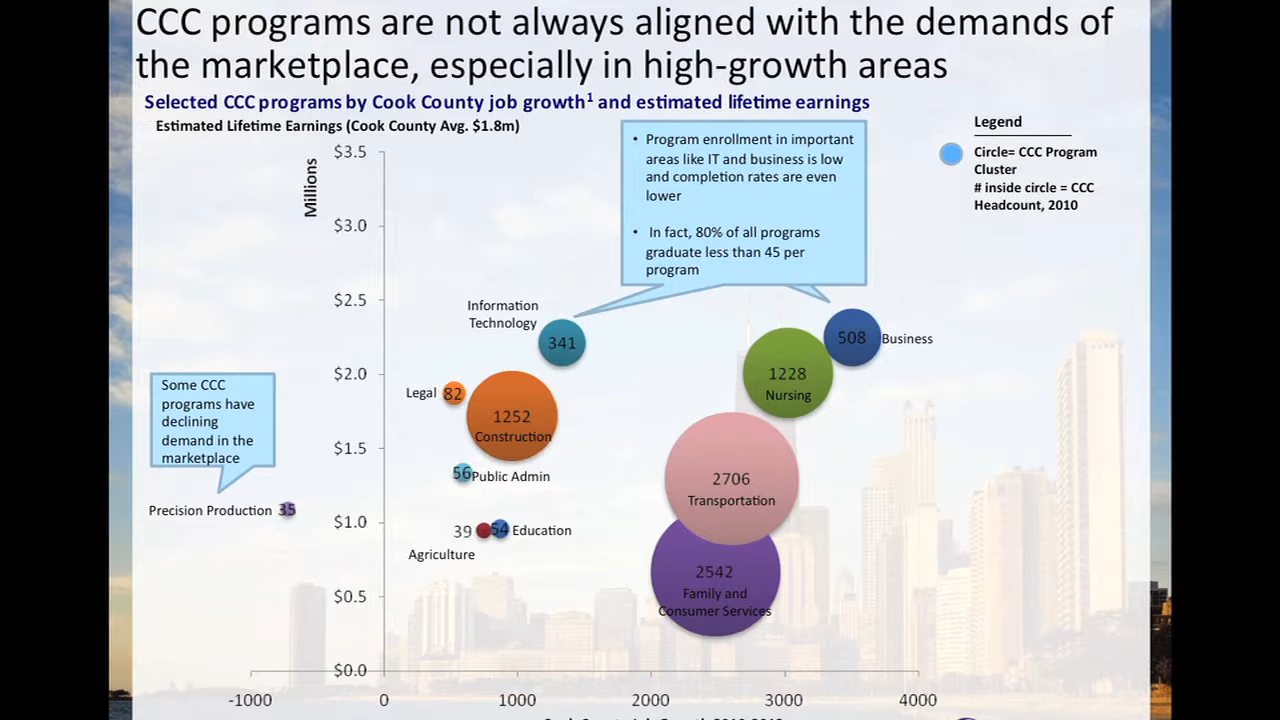 CCC programs are not always aligned with the demands of
the marketplace, especially in high-growth areas
Selected CCC programs by Cook County job growth1 and estimated lifetime earnings
Estimated Lifetime Earnings (Cook County Avg. $1.8m)
Millions
$3.5
$3.0
$2.5
$2.0
$1.5
$1.0
$0.5
$0.0
-1000
0
1000
2000
3000
4000
• Program enrollment in important
areas like IT and business is low
and completion rates are even
lower
• In fact, 80% of all programs
graduate less than 45 per
program
Legend
Circle= CCC Program
Cluster
# inside circle = CCC
Headcount, 2010
Information
Technology
341
508
Business
1228
Nursing
Legal
82
1252
Construction
Some CCC
programs have
declining
demand in the
marketplace
56
Public Admin
2706
Transportation
Precision Production
35
39
54
Education
Agriculture
2542
Family and
Consumer Services